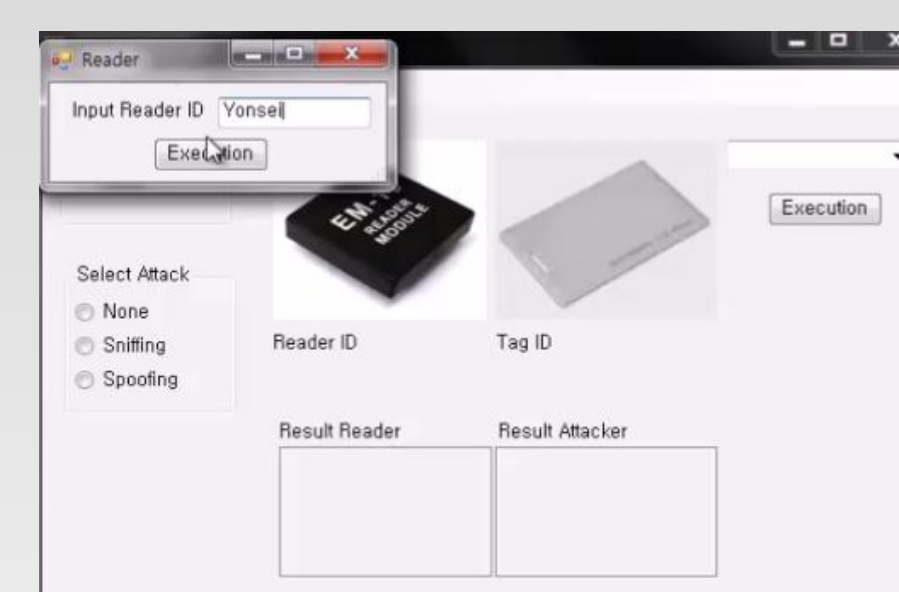 Reader
Input Reader ID Yonsei
Execution
EM-
READER
MODULE
Execution
Select Attack
None
Sniffing
Spoofing
Reader ID
Tag ID
Result Reader
Result Attacker